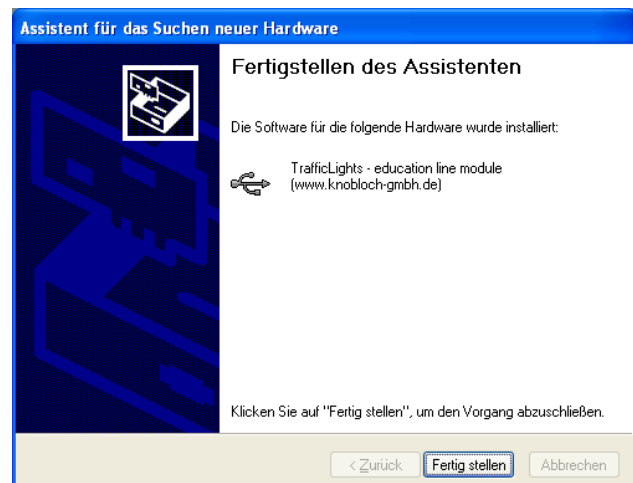 Assistent für das Suchen neuer Hardware
Fertigstellen des Assistenten
Die Software für die folgende Hardware wurde installiert:
TrafficLights - education line module
(www.knobloch-gmbh.de)
Klicken Sie auf "Fertig stellen", um den Vorgang abzuschließen.
< Zurück Fertig stellen Abbrechen